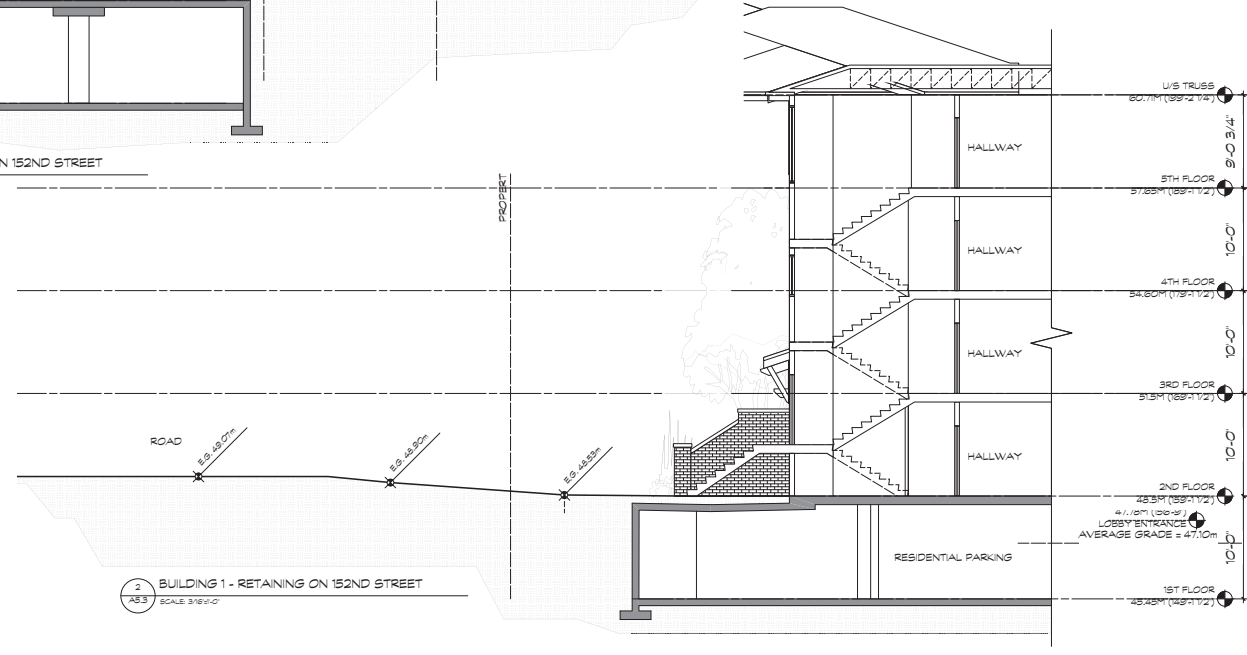 N 152ND STREET
PROPERT
U/S TRUSS
60.71M (199'-2 1/4")
9'-0 3/4"
HALLWAY
5TH FLOOR
57.65M (189'-1 1/2")
10'-0"
HALLWAY
4TH FLOOR
54.60M (179'-1 1/2")
10'-0"
HALLWAY
3RD FLOOR
51.5M (169'-1 1/2")
10'-0"
HALLWAY
ROAD
E.G. 49.07m
E.G. 48.90m
E.G. 48.53m
2ND FLOOR
48.5M (159'-1 1/2")
47.78M (156'-9")
LOBBY ENTRANCE
AVERAGE GRADE = 47.10m
10'-0"
RESIDENTIAL PARKING
1ST FLOOR
45.45M (149'-1 1/2")
2
A5.3
BUILDING 1 - RETAINING ON 152ND STREET
SCALE: 3/16"=1'-0"